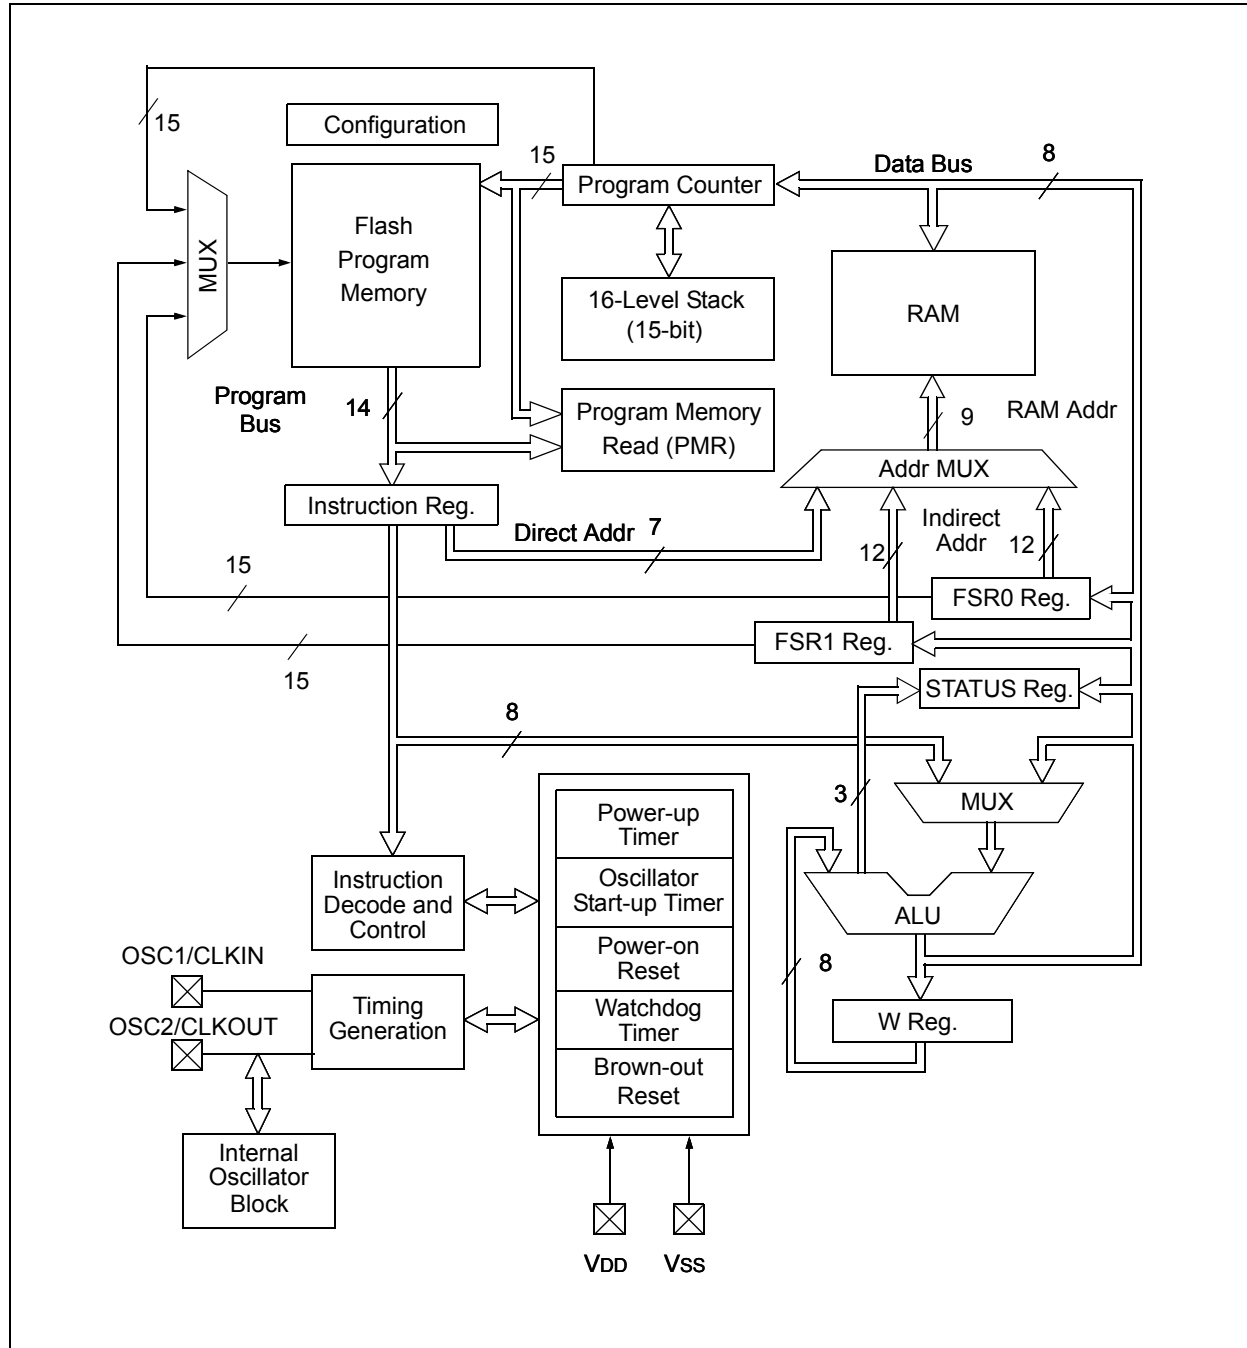 15
Configuration
15
Program Counter
Data Bus
8
MUX
Flash
Program
Memory
16-Level Stack
(15-bit)
RAM
Program
Bus
14
Program Memory
Read (PMR)
9
RAM Addr
Addr MUX
Instruction Reg.
Direct Addr
7
Indirect
Addr
12
12
15
FSR0 Reg.
FSR1 Reg.
15
STATUS Reg.
8
3
MUX
Power-up
Timer
Instruction
Decode and
Control
Oscillator
Start-up Timer
ALU
Power-on
Reset
8
OSC1/CLKIN
Timing
Generation
Watchdog
Timer
W Reg.
OSC2/CLKOUT
Brown-out
Reset
Internal
Oscillator
Block
VDD
VSS